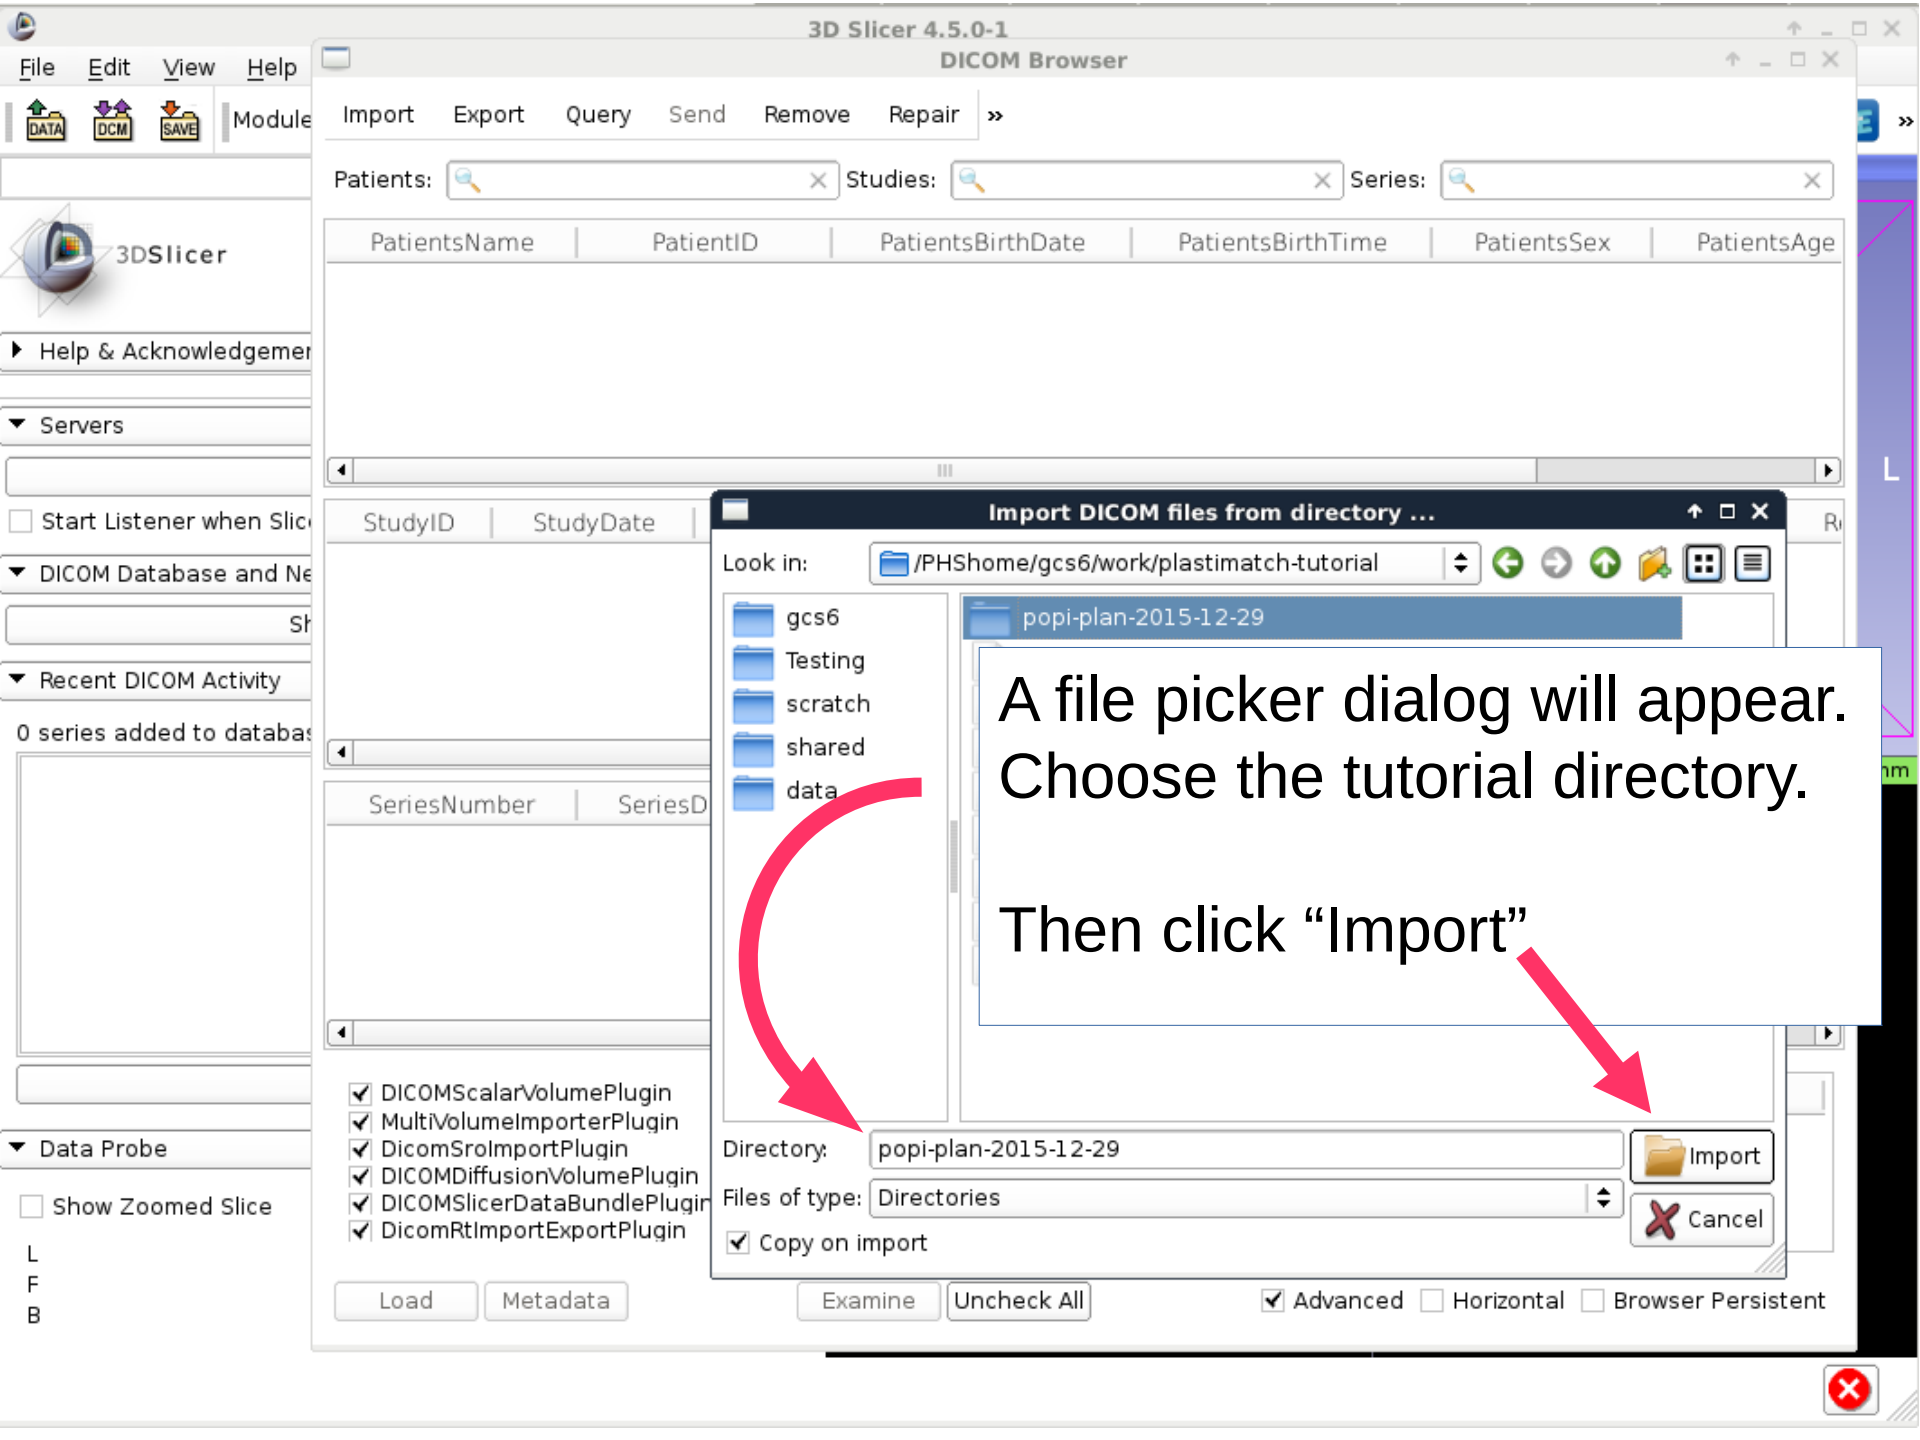 3D Slicer 4.5.0-1
File Edit View Help
DICOM Browser
DATA DCM SAVE Module
Import Export Query Send Remove Repair »
E »
Patients: Studies: Series:
3DSlicer
PatientsName PatientID PatientsBirthDate PatientsBirthTime PatientsSex PatientsAge
Help & Acknowledgemen
Servers
L
Start Listener when Slic
StudyID StudyDate
Import DICOM files from directory ...
DICOM Database and Ne
Look in: /PHShome/gcs6/work/plastimatch-tutorial
gcs6
Testing
scratch
shared
data
popi-plan-2015-12-29
Recent DICOM Activity
0 series added to databas
A file picker dialog will appear.
Choose the tutorial directory.
Then click “Import”
mm
SeriesNumber SeriesD
DICOMScalarVolumePlugin
MultiVolumeImporterPlugin
DicomSroImportPlugin
DICOMDiffusionVolumePlugin
DICOMSlicerDataBundlePlugin
DicomRtImportExportPlugin
Directory: popi-plan-2015-12-29 Import
Files of type: Directories Cancel
Copy on import
Data Probe
Show Zoomed Slice
L
F
B
Load Metadata Examine Uncheck All Advanced Horizontal Browser Persistent